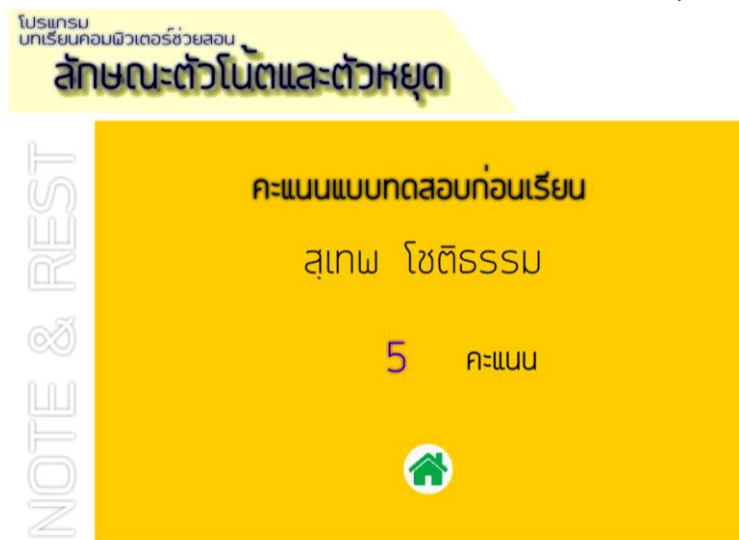 โปรแกรม
บทเรียนคอมพิวเตอร์ช่วยสอน
ลักษณะตัวโน้ตและตัวหยุด
NOTE & REST
คะแนนแบบทดสอบก่อนเรียน
สุเทพ โชติธรรม
5 คะแนน